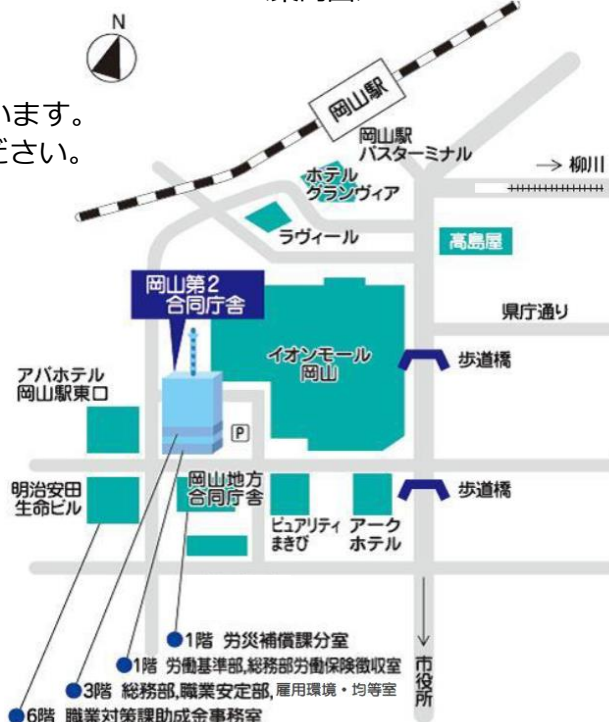 N
います。
ださい。
岡山駅
岡山駅
バスターミナル
→ 柳川
ホテル
グランヴィア
ラヴィール
高島屋
岡山第2
合同庁舎
県庁通り
イオンモール
岡山
歩道橋
アパホテル
岡山駅東口
P
明治安田
生命ビル
岡山地方
合同庁舎
ピュアリティ
まきび
アーク
ホテル
歩道橋
●1階 労災補償課分室
●1階 労働基準部,総務部労働保険徴収室
●3階 総務部,職業安定部,雇用環境・均等室
●6階 職業対策課助成金事務室
市役所